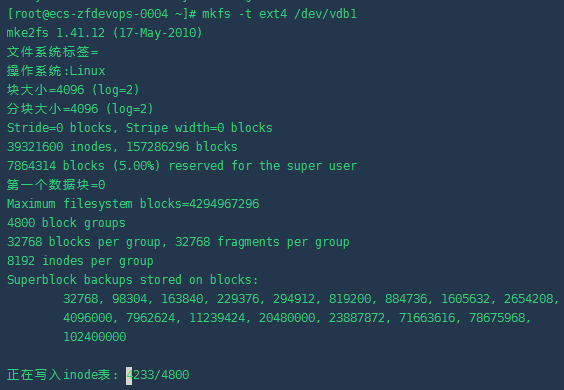 [root@ecs-zfdevops-0004 ~]# mkfs -t ext4 /dev/vdb1
mke2fs 1.41.12 (17-May-2010)
文件系统标签=
操作系统:Linux
块大小=4096 (log=2)
分块大小=4096 (log=2)
Stride=0 blocks, Stripe width=0 blocks
39321600 inodes, 157286296 blocks
7864314 blocks (5.00%) reserved for the super user
第一个数据块=0
Maximum filesystem blocks=4294967296
4800 block groups
32768 blocks per group, 32768 fragments per group
8192 inodes per group
Superblock backups stored on blocks:
32768, 98304, 163840, 229376, 294912, 819200, 884736, 1605632, 2654208,
4096000, 7962624, 11239424, 20480000, 23887872, 71663616, 78675968,
102400000
正在写入inode表: 4233/4800